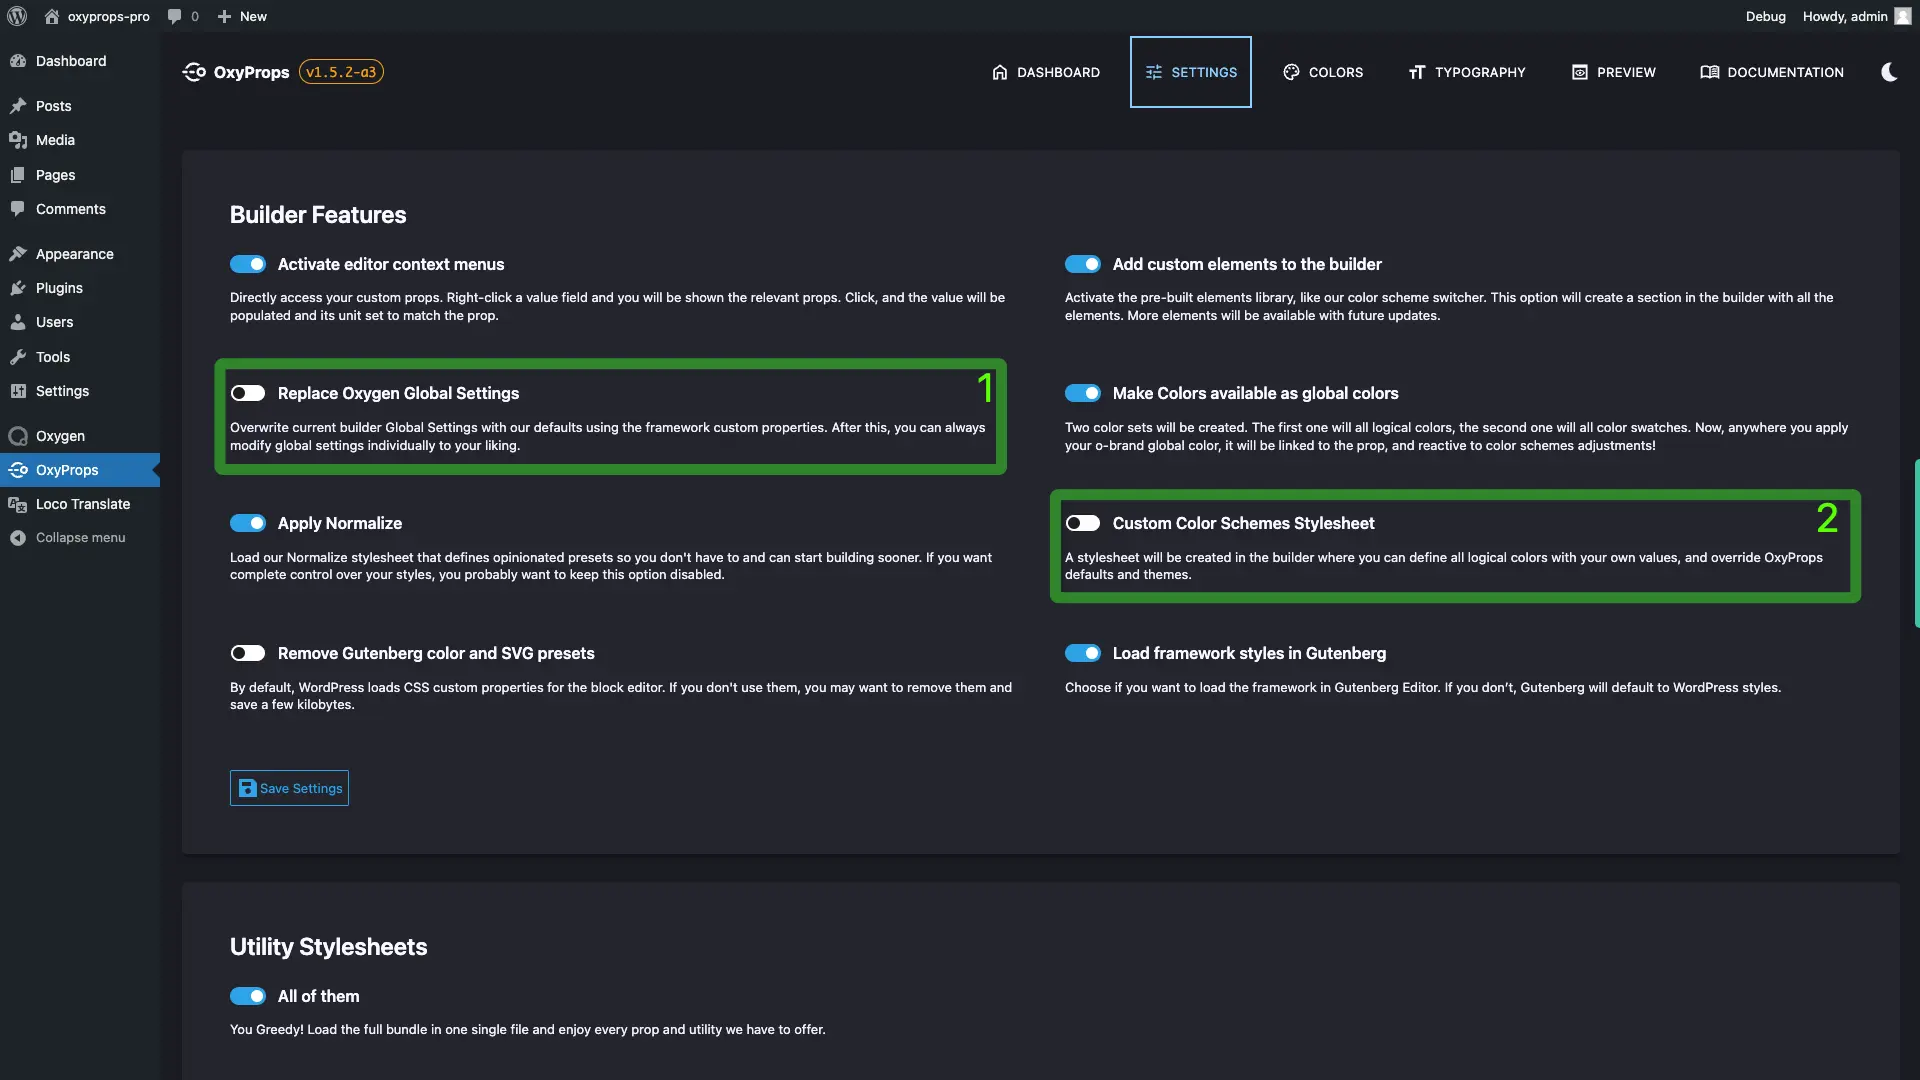 oxyprops-pro
0
New
Debug
Howdy, admin
Dashboard
Posts
Media
Pages
Comments
Appearance
Plugins
Users
Tools
Settings
Oxygen
OxyProps
Loco Translate
Collapse menu
OxyProps
v1.5.2-a3
DASHBOARD
SETTINGS
COLORS
TYPOGRAPHY
PREVIEW
DOCUMENTATION
Builder Features
Activate editor context menus
Directly access your custom props. Right-click a value field and you will be shown the relevant props. Click, and the value will be
populated and its unit set to match the prop.
Add custom elements to the builder
Activate the pre-built elements library, like our color scheme switcher. This option will create a section in the builder with all the
elements. More elements will be available with future updates.
Replace Oxygen Global Settings
1
Overwrite current builder Global Settings with our defaults using the framework custom properties. After this, you can always
modify global settings individually to your liking.
Make Colors available as global colors
Two color sets will be created. The first one will all logical colors, the second one will all color swatches. Now, anywhere you apply
your o-brand global color, it will be linked to the prop, and reactive to color schemes adjustments!
Apply Normalize
Load our Normalize stylesheet that defines opinionated presets so you don't have to and can start building sooner. If you want
complete control over your styles, you probably want to keep this option disabled.
Custom Color Schemes Stylesheet
2
A stylesheet will be created in the builder where you can define all logical colors with your own values, and override OxyProps
defaults and themes.
Remove Gutenberg color and SVG presets
By default, WordPress loads CSS custom properties for the block editor. If you don't use them, you may want to remove them and
save a few kilobytes.
Load framework styles in Gutenberg
Choose if you want to load the framework in Gutenberg Editor. If you don’t, Gutenberg will default to WordPress styles.
Save Settings
Utility Stylesheets
All of them
You Greedy! Load the full bundle in one single file and enjoy every prop and utility we have to offer.